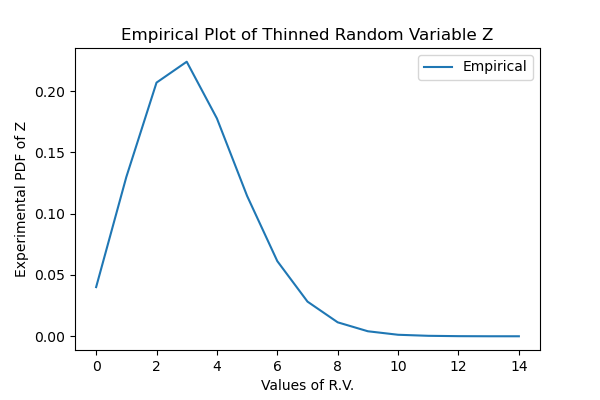 Empirical Plot of Thinned Random Variable Z
Empirical
Experimental PDF of Z
0.20
0.15
0.10
0.05
0.00
0 2 4 6 8 10 12 14
Values of R.V.